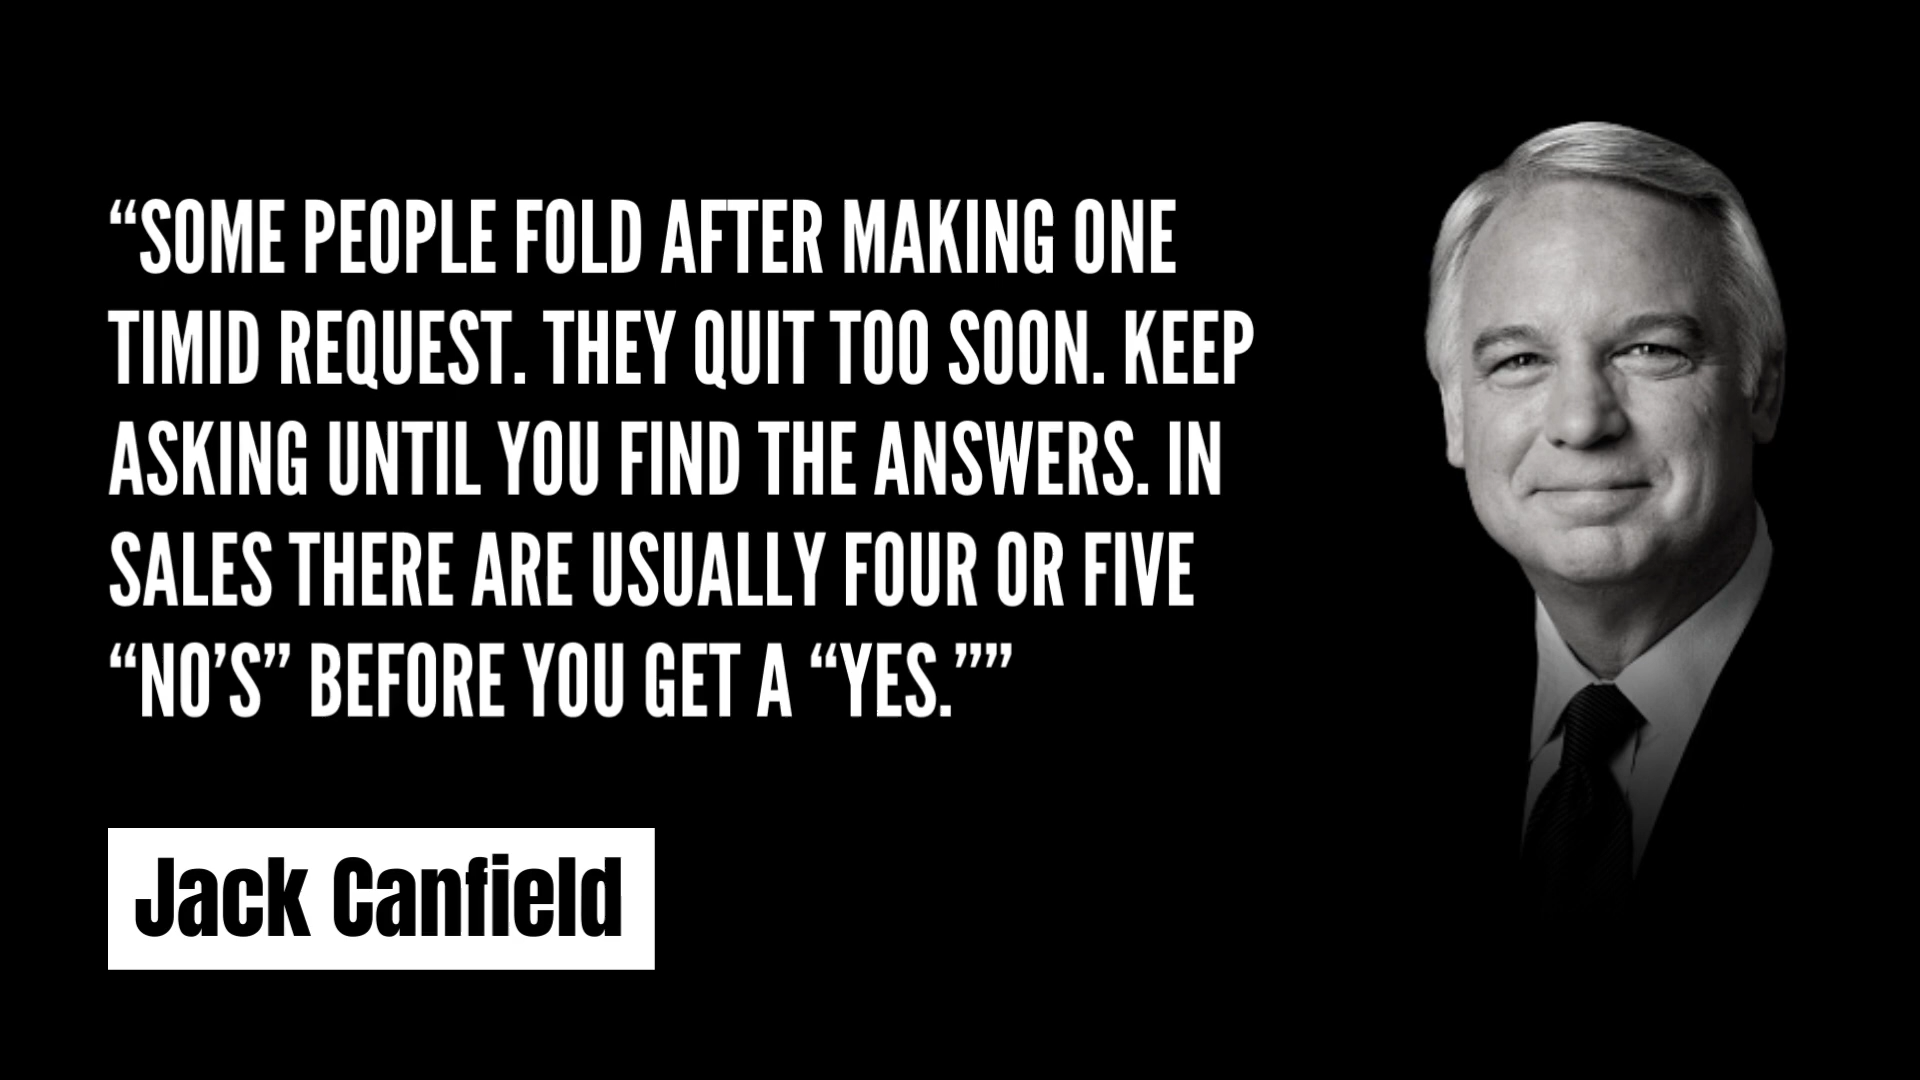 “SOME PEOPLE FOLD AFTER MAKING ONE
TIMID REQUEST. THEY QUIT TOO SOON. KEEP
ASKING UNTIL YOU FIND THE ANSWERS. IN
SALES THERE ARE USUALLY FOUR OR FIVE
“NO’S” BEFORE YOU GET A “YES.””
Jack Canfield